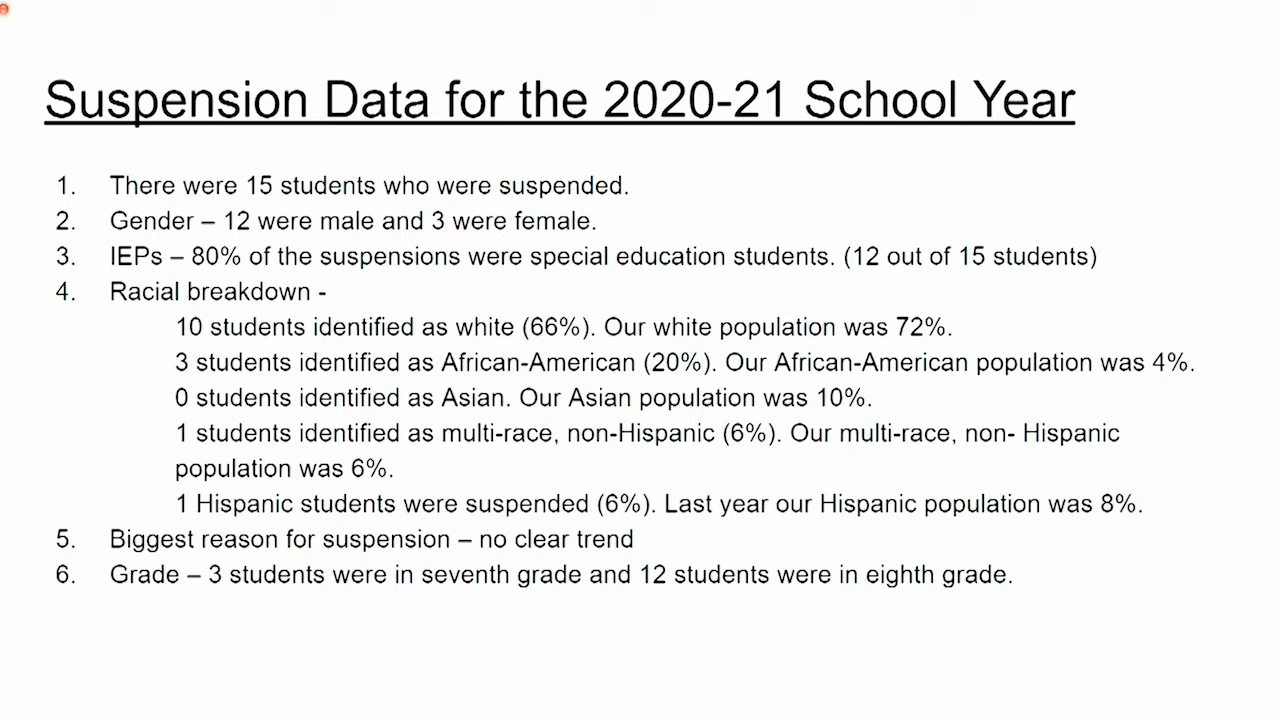 Suspension Data for the 2020-21 School Year
1. There were 15 students who were suspended.
2. Gender – 12 were male and 3 were female.
3. IEPs – 80% of the suspensions were special education students. (12 out of 15 students)
4. Racial breakdown -
10 students identified as white (66%). Our white population was 72%.
3 students identified as African-American (20%). Our African-American population was 4%.
0 students identified as Asian. Our Asian population was 10%.
1 students identified as multi-race, non-Hispanic (6%). Our multi-race, non- Hispanic
population was 6%.
1 Hispanic students were suspended (6%). Last year our Hispanic population was 8%.
5. Biggest reason for suspension – no clear trend
6. Grade – 3 students were in seventh grade and 12 students were in eighth grade.